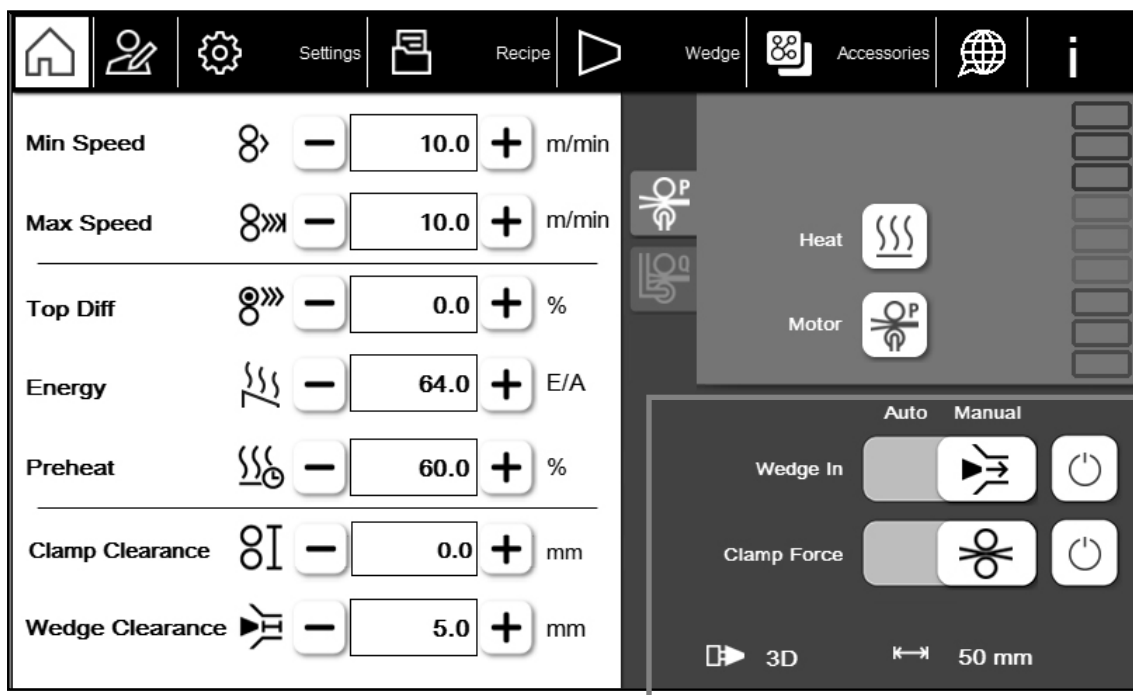 Settings Recipe Wedge Accessories i
Min Speed 10.0 m/min
Max Speed 10.0 m/min
Top Diff 0.0 %
Energy 64.0 E/A
Preheat 60.0 %
Clamp Clearance 0.0 mm
Wedge Clearance 5.0 mm
P
Q
Heat
Motor P
Auto Manual
Wedge In
Clamp Force
3D 50 mm